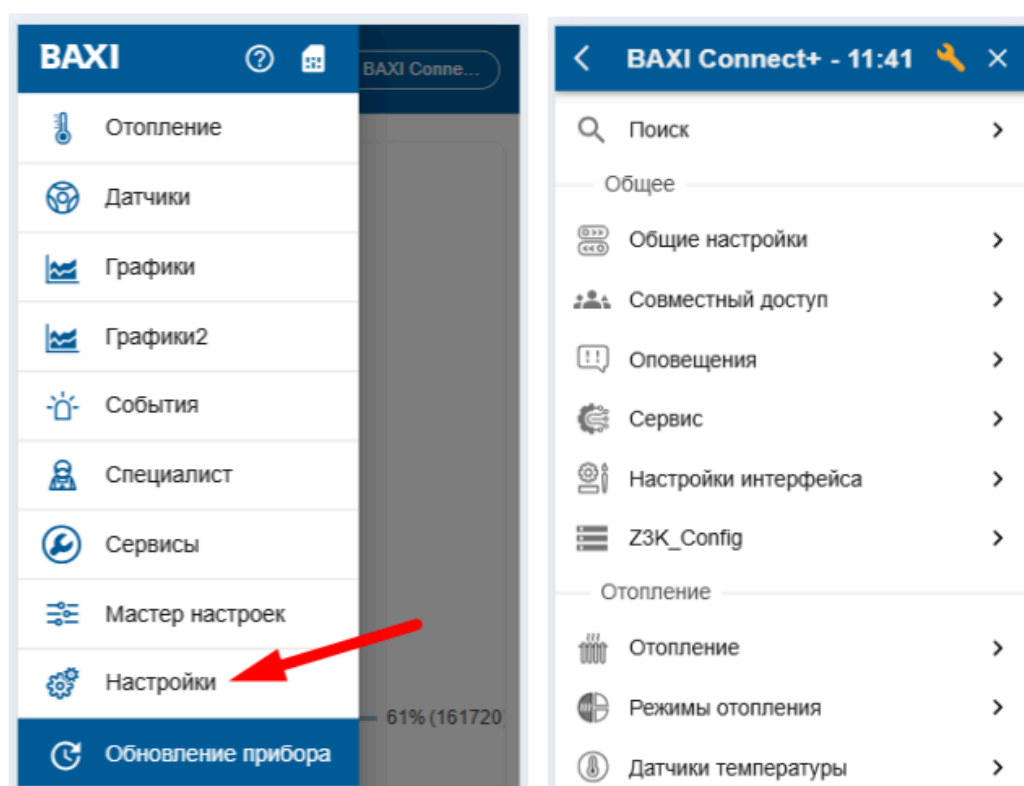 BAXI
BAXI Conne...
Отопление
Датчики
Графики
Графики2
События
Специалист
Сервисы
Мастер настроек
Настройки
61% (161720
Обновление прибора
BAXI Connect+ - 11:41
Поиск
Общее
Общие настройки
Совместный доступ
Оповещения
Сервис
Настройки интерфейса
Z3K_Config
Отопление
Отопление
Режимы отопления
Датчики температуры